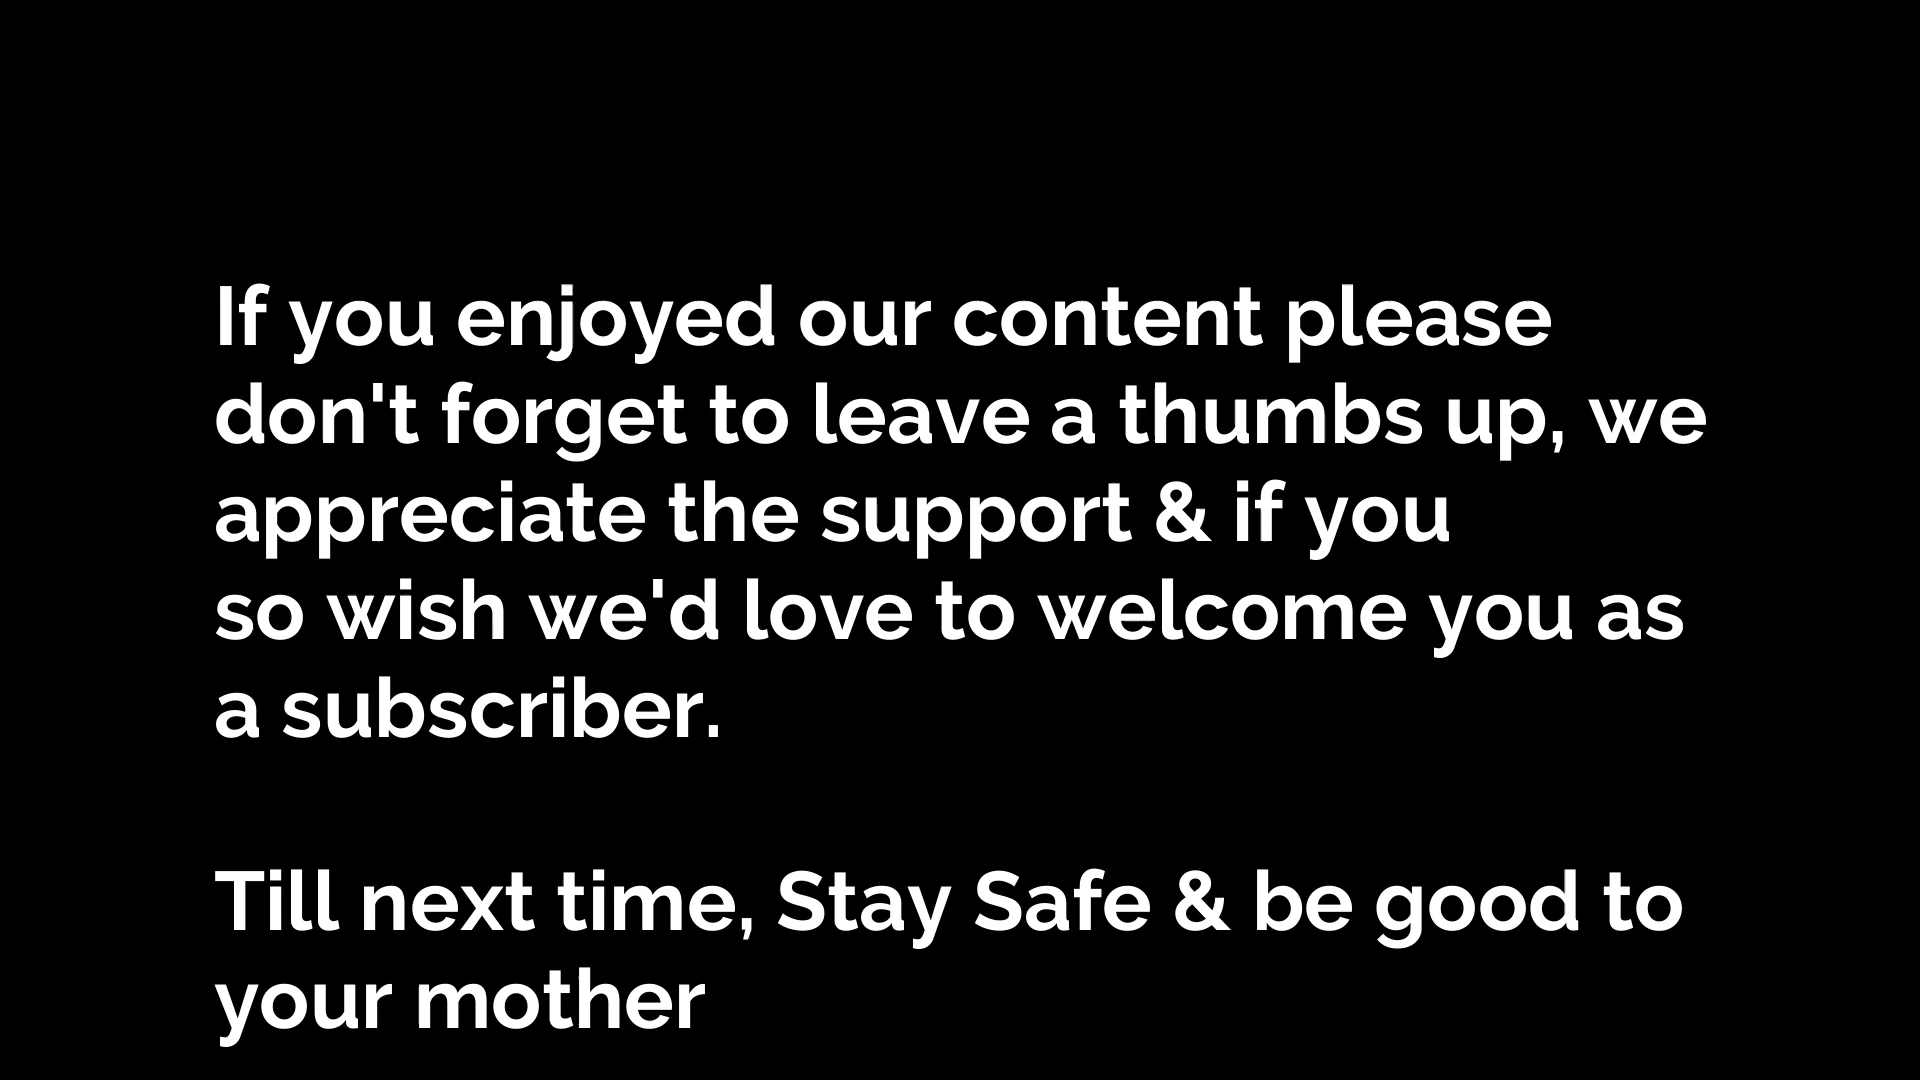 If you enjoyed our content please
don't forget to leave a thumbs up, we
appreciate the support & if you
so wish we'd love to welcome you as
a subscriber.
Till next time, Stay Safe & be good to
your mother